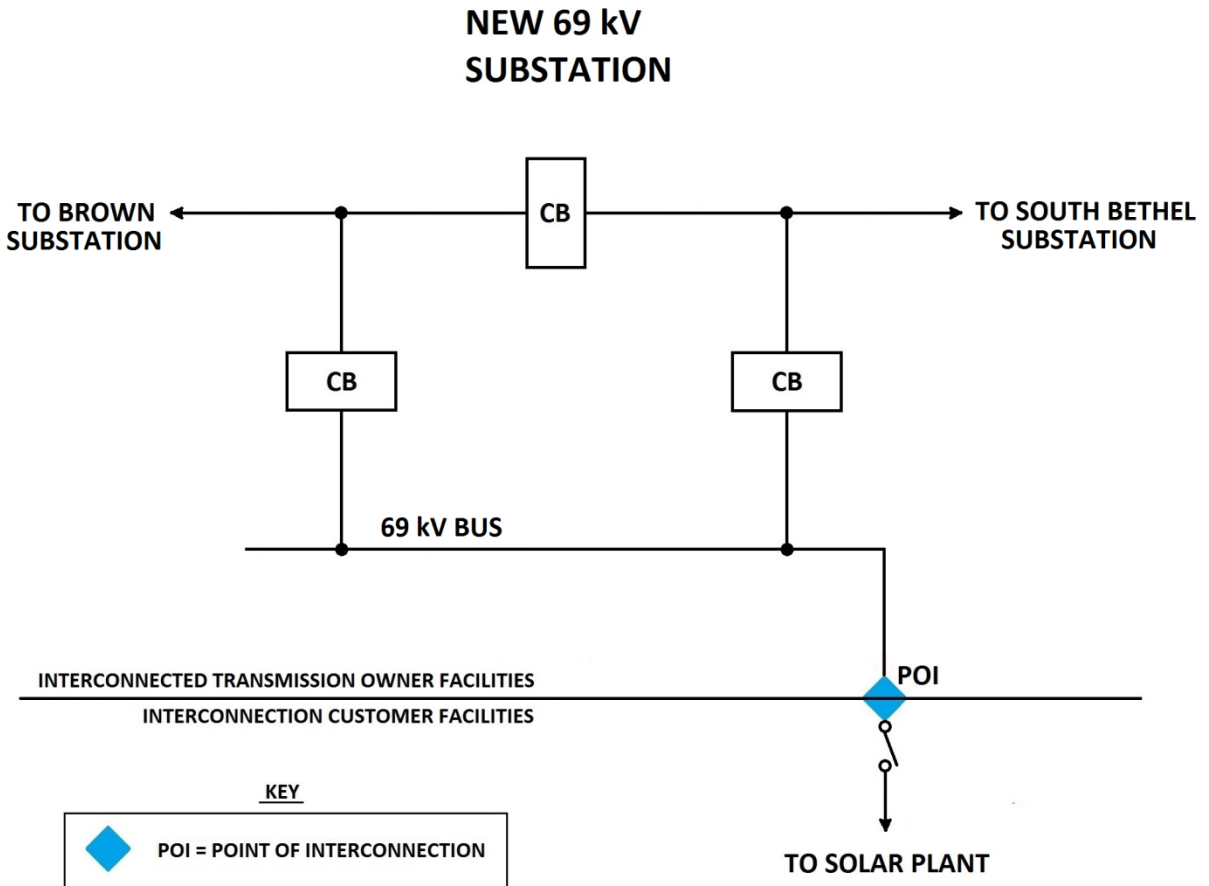 NEW 69 kV
SUBSTATION
CB
TO BROWN
SUBSTATION
TO SOUTH BETHEL
SUBSTATION
CB
CB
69 kV BUS
POI
INTERCONNECTED TRANSMISSION OWNER FACILITIES
INTERCONNECTION CUSTOMER FACILITIES
KEY
POI = POINT OF INTERCONNECTION
TO SOLAR PLANT